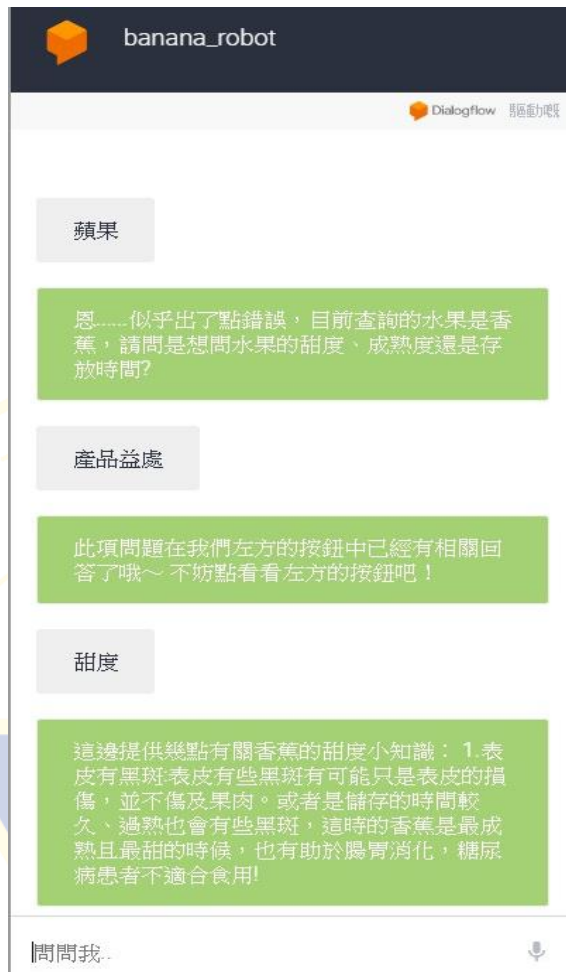 banana_robot
Dialogflow
蘋果
恩......似乎出了點錯誤，目前查詢的水果是香
蕉，請問是想問水果的甜度、成熟度還是存
放時間?
產品益處
此項問題在我們左方的按鈕中已經有相關回
答了哦～ 不妨點看看左方的按鈕吧！
甜度
這邊提供幾點有關香蕉的甜度小知識： 1.表
皮有黑斑:表皮有些黑斑有可能只是表皮的損
傷，並不傷及果肉。或者是儲存的時間較
久、過熟也會有些黑斑，這時的香蕉是最成
熟且最甜的時候，也有助於腸胃消化，糖尿
病患者不適合食用!
問問我..